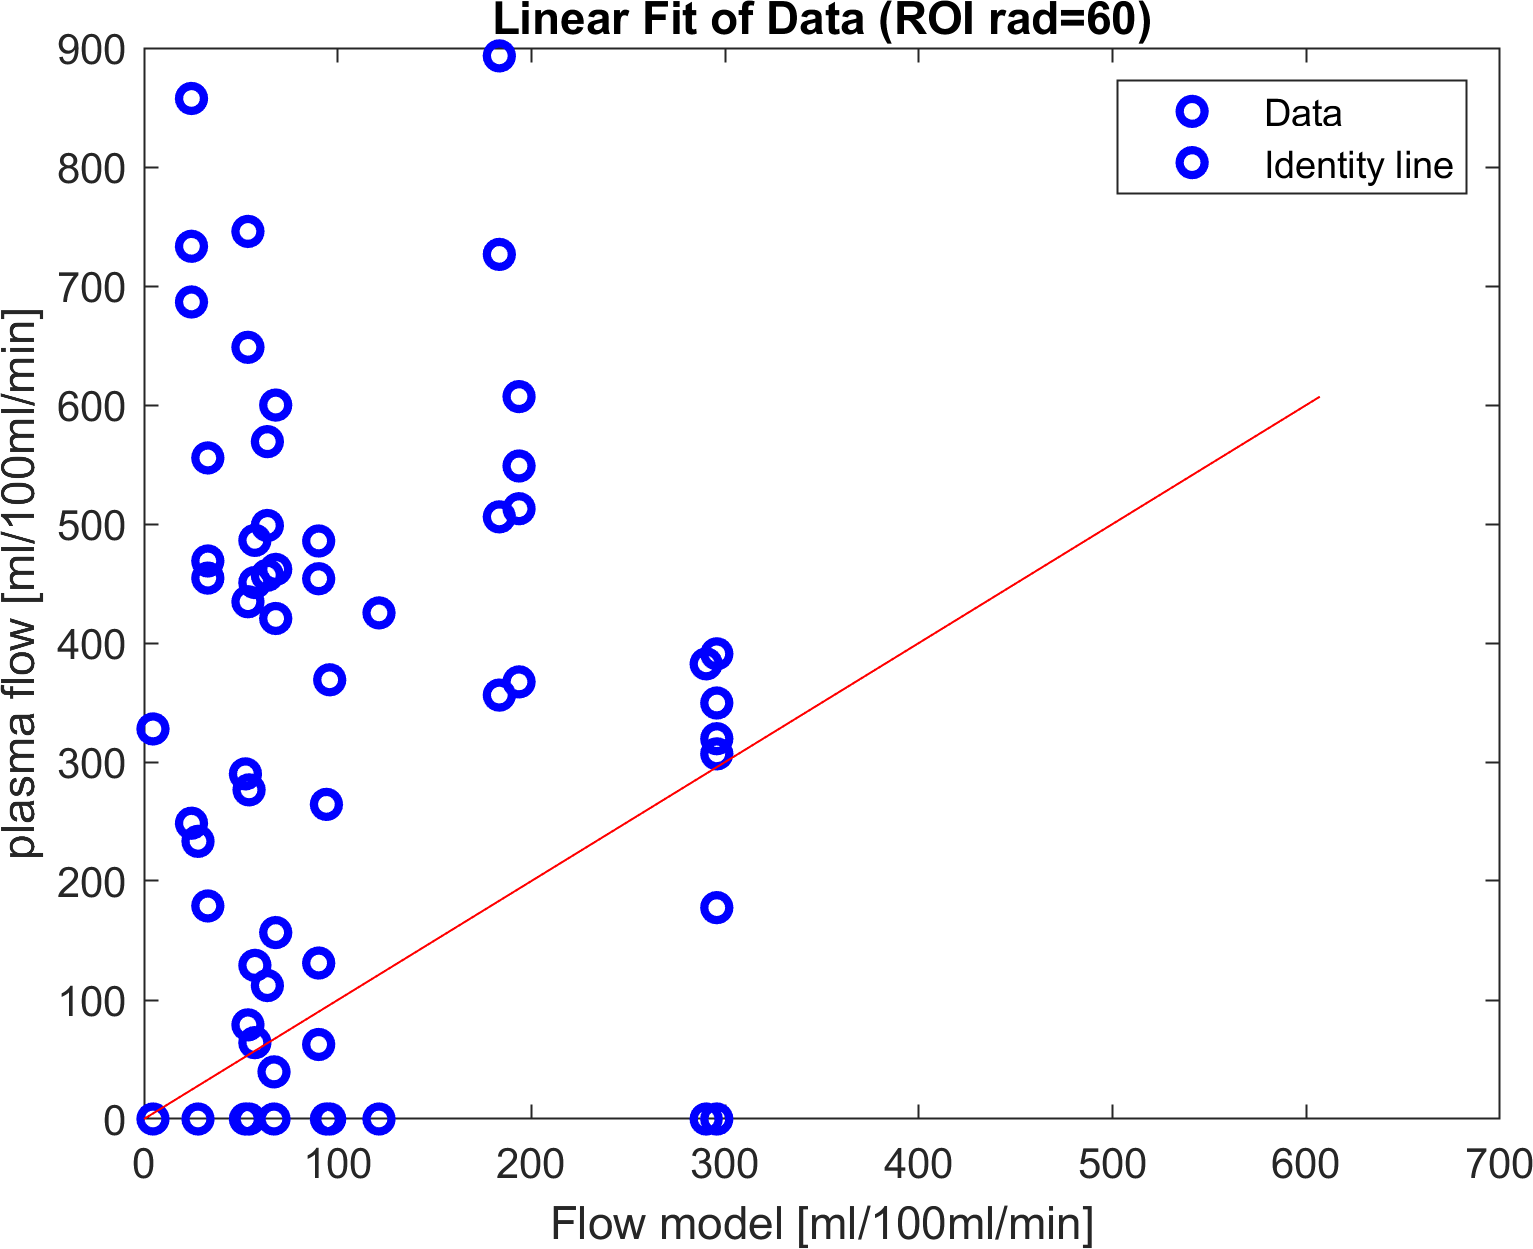 Linear Fit of Data (ROI rad=60)
900
800
700
600
500
400
300
200
100
0
plasma flow [ml/100ml/min]
Data
Identity line
0 100 200 300 400 500 600 700
Flow model [ml/100ml/min]